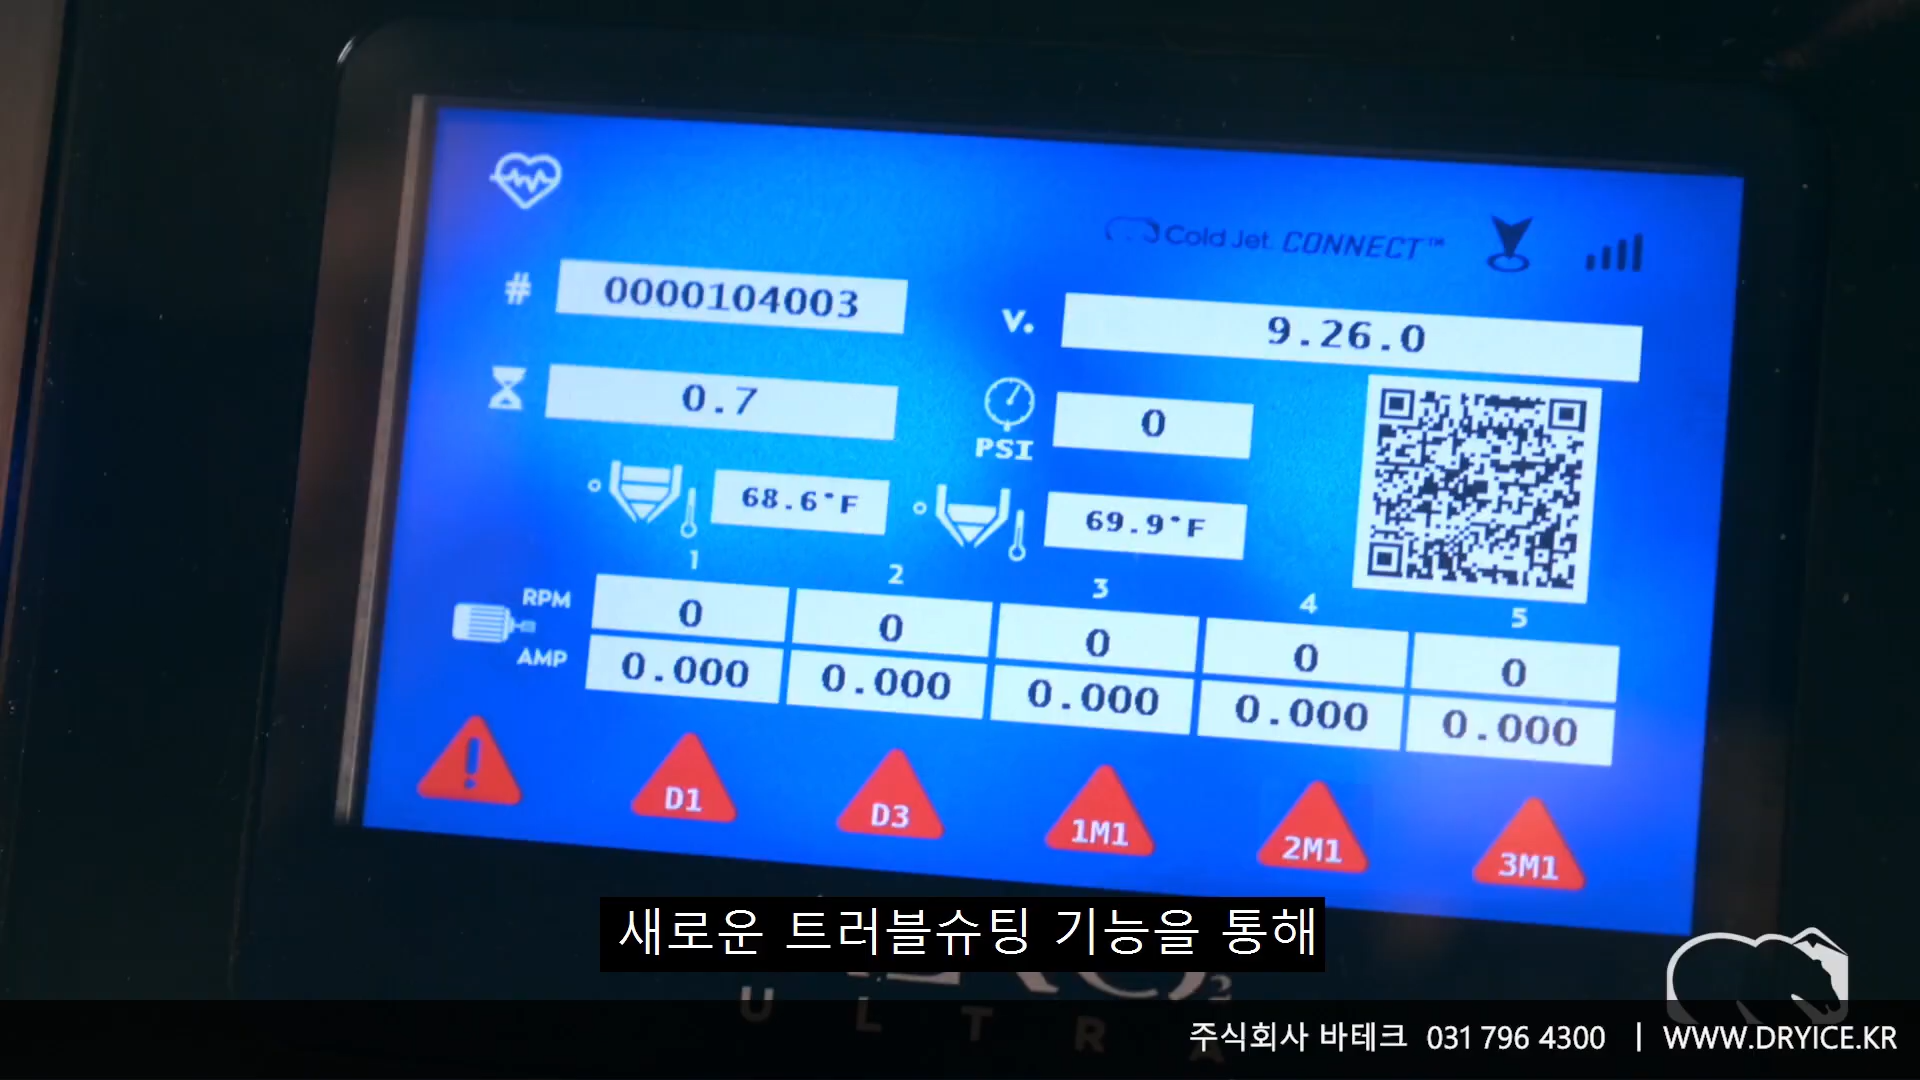 Cold Jet. CONNECT™
# 0000104003
v. 9.26.0
0.7
PSI 0
68.6°F
69.9°F
1 2 3 4 5
RPM 0 0 0 0 0
AMP 0.000 0.000 0.000 0.000 0.000
! D1 D3 1M1 2M1 3M1
새로운 트러블슈팅 기능을 통해
ULTRA
주식회사 바테크 031 796 4300 | WWW.DRYICE.KR